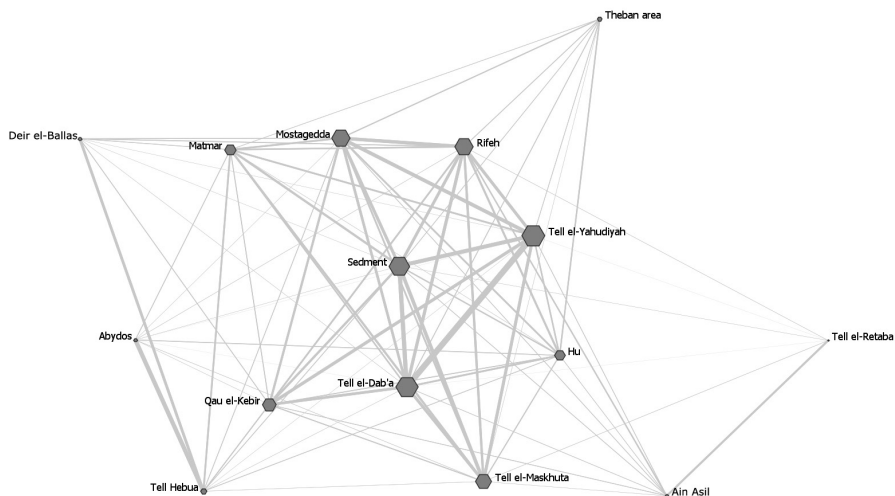 Theban area
Deir el-Ballas
Mostagedda
Matmar
Rifeh
Tell el-Yahudiyah
Sedment
Abydos
Tell el-Retaba
Hu
Tell el-Dab'a
Qau el-Kebir
Tell el-Maskhuta
Tell Hebua
Ain Asil